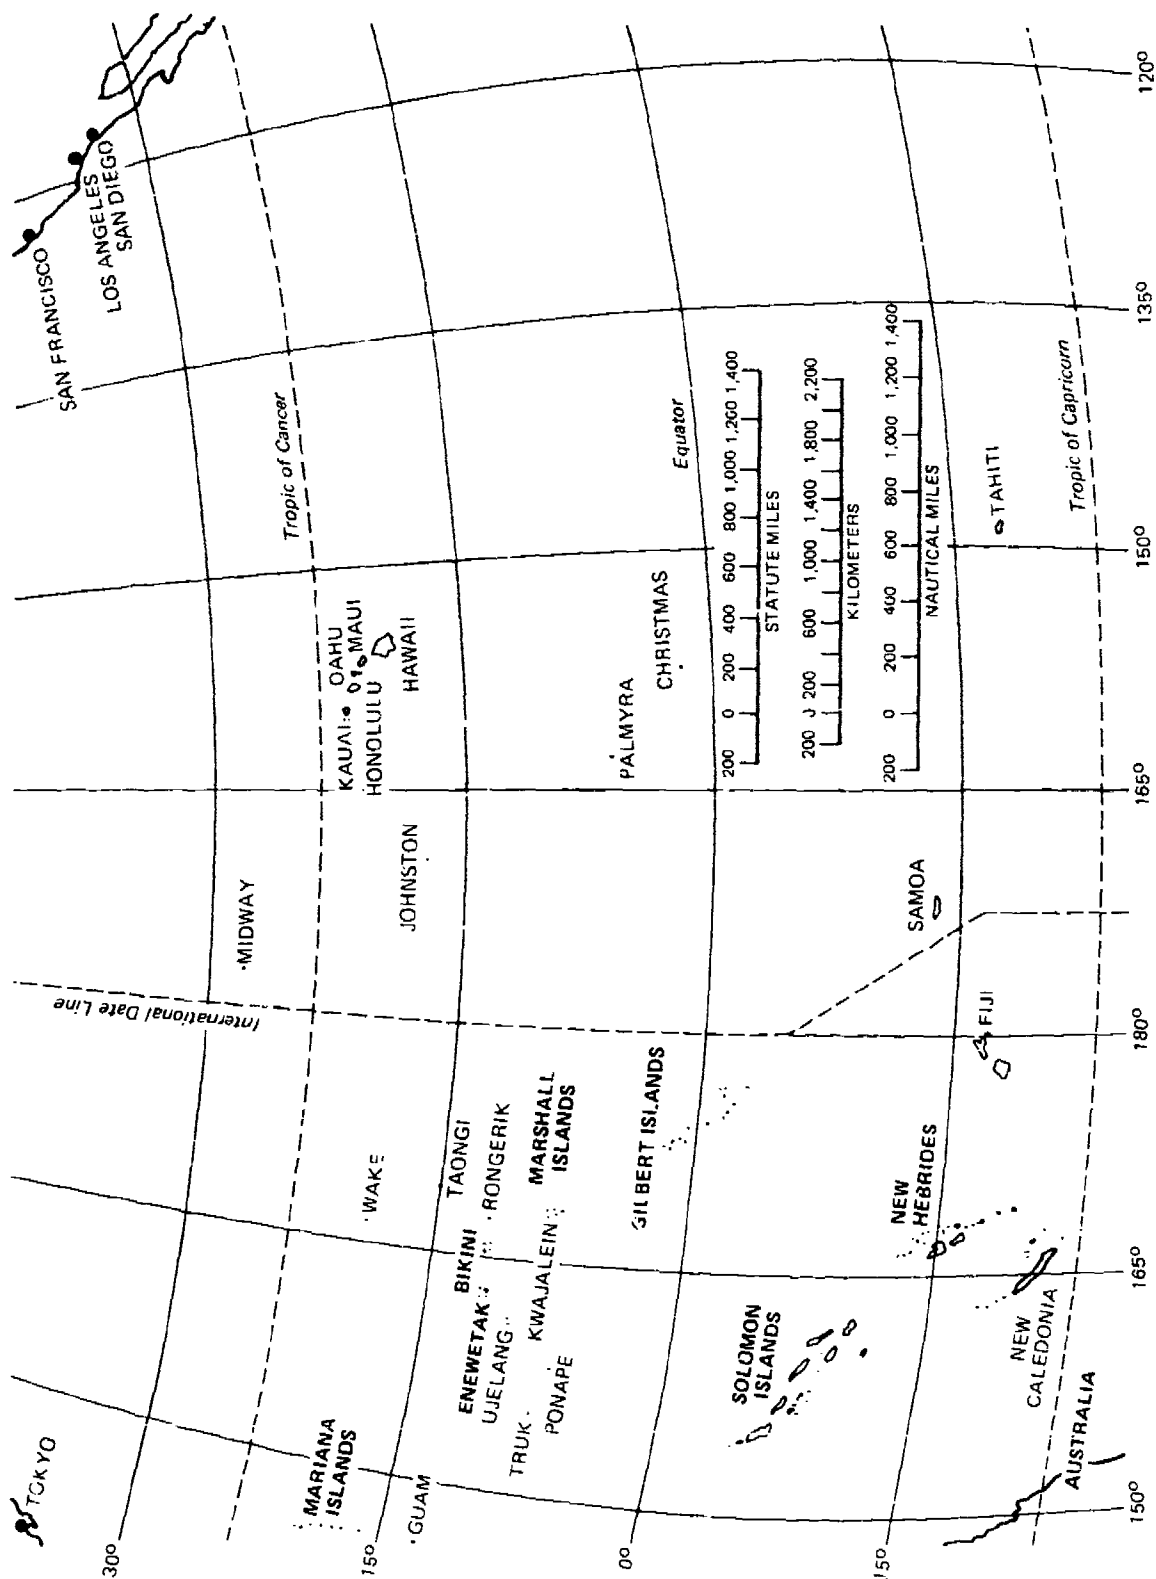 TOKYO
SAN FRANCISCO
LOS ANGELES
SAN DIEGO
30°
International Date Line
MIDWAY
Tropic of Cancer
MARIANA
ISLANDS
WAKE
KAUAI
OAHU
MAUI
HONOLULU
HAWAII
15°
GUAM
JOHNSTON
TAONGI
BIKINI
RONGERIK
ENEWETAK
UJELANG
MARSHALL
ISLANDS
KWAJALEIN
TRUK
PONAPE
PALMYRA
CHRISTMAS
0°
GILBERT ISLANDS
Equator
200 0 200 400 600 800 1,000 1,200 1,400
STATUTE MILES
200 0 200 600 1,000 1,400 1,800 2,200
KILOMETERS
200 0 200 400 600 800 1,000 1,200 1,400
NAUTICAL MILES
SOLOMON
ISLANDS
15°
NEW
HEBRIDES
SAMOA
FIJI
TAHITI
NEW
CALEDONIA
AUSTRALIA
Tropic of Capricorn
150°
165°
180°
165°
150°
135°
120°